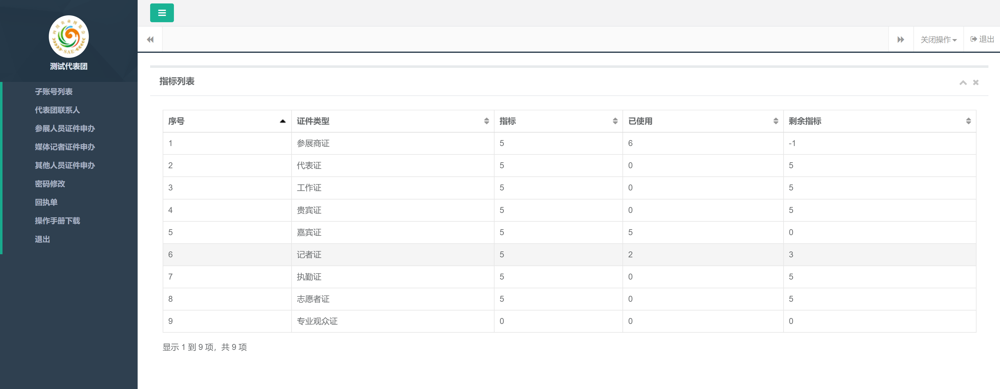 四川农业博览会
SAE
测试代表团
子账号列表
代表团联系人
参展人员证件申办
媒体记者证件申办
其他人员证件申办
密码修改
回执单
操作手册下载
退出
关闭操作 退出
指标列表
序号 证件类型 指标 已使用 剩余指标
1 参展商证 5 6 -1
2 代表证 5 0 5
3 工作证 5 0 5
4 贵宾证 5 0 5
5 嘉宾证 5 5 0
6 记者证 5 2 3
7 执勤证 5 0 5
8 志愿者证 5 0 5
9 专业观众证 0 0 0
显示 1 到 9 项，共 9 项